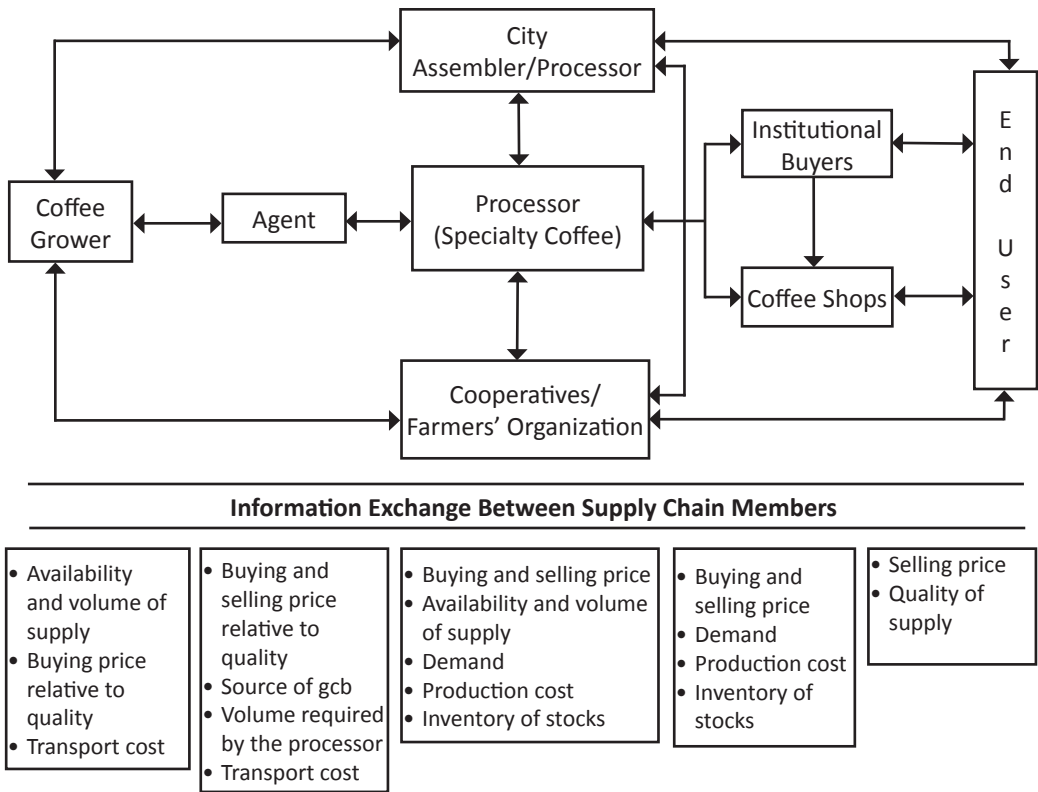 City
Assembler/Processor
Institutional
Buyers
End User
Coffee
Grower
Agent
Processor
(Specialty Coffee)
Coffee Shops
Cooperatives/
Farmers’ Organization
Information Exchange Between Supply Chain Members
• Availability
and volume of
supply
• Buying price
relative to
quality
• Transport cost
• Buying and
selling price
relative to
quality
• Source of gcb
• Volume required
by the processor
• Transport cost
• Buying and selling price
• Availability and volume
of supply
• Demand
• Production cost
• Inventory of stocks
• Buying and
selling price
• Demand
• Production cost
• Inventory of
stocks
• Selling price
• Quality of
supply